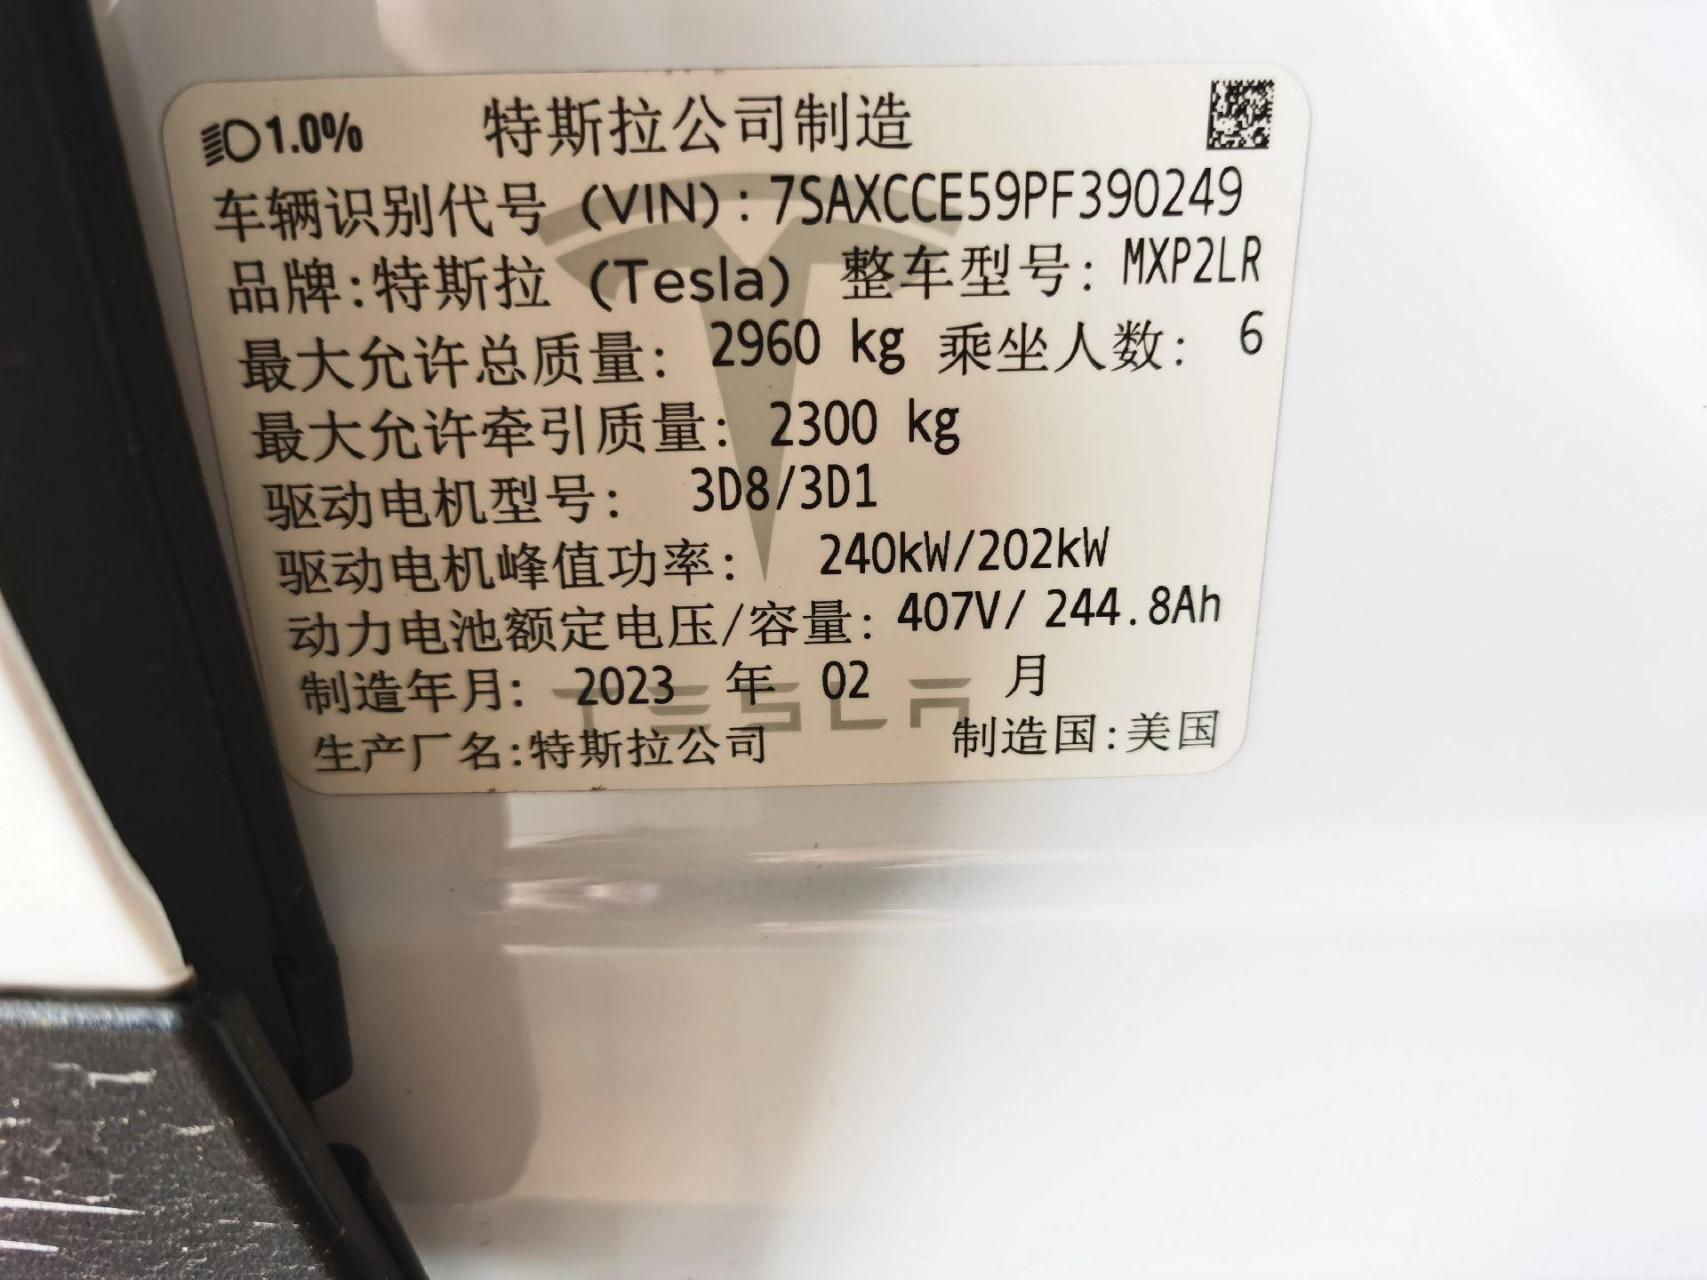 1.0% 特斯拉公司制造
车辆识别代号 (VIN): 7SAXCCE59PF390249
品牌:特斯拉 (Tesla) 整车型号: MXP2LR
最大允许总质量: 2960 kg 乘坐人数: 6
最大允许牵引质量: 2300 kg
驱动电机型号: 3D8/3D1
驱动电机峰值功率: 240kW/202kW
动力电池额定电压/容量: 407V/ 244.8Ah
制造年月: 2023 年 02 月
TESLA
生产厂名:特斯拉公司 制造国:美国